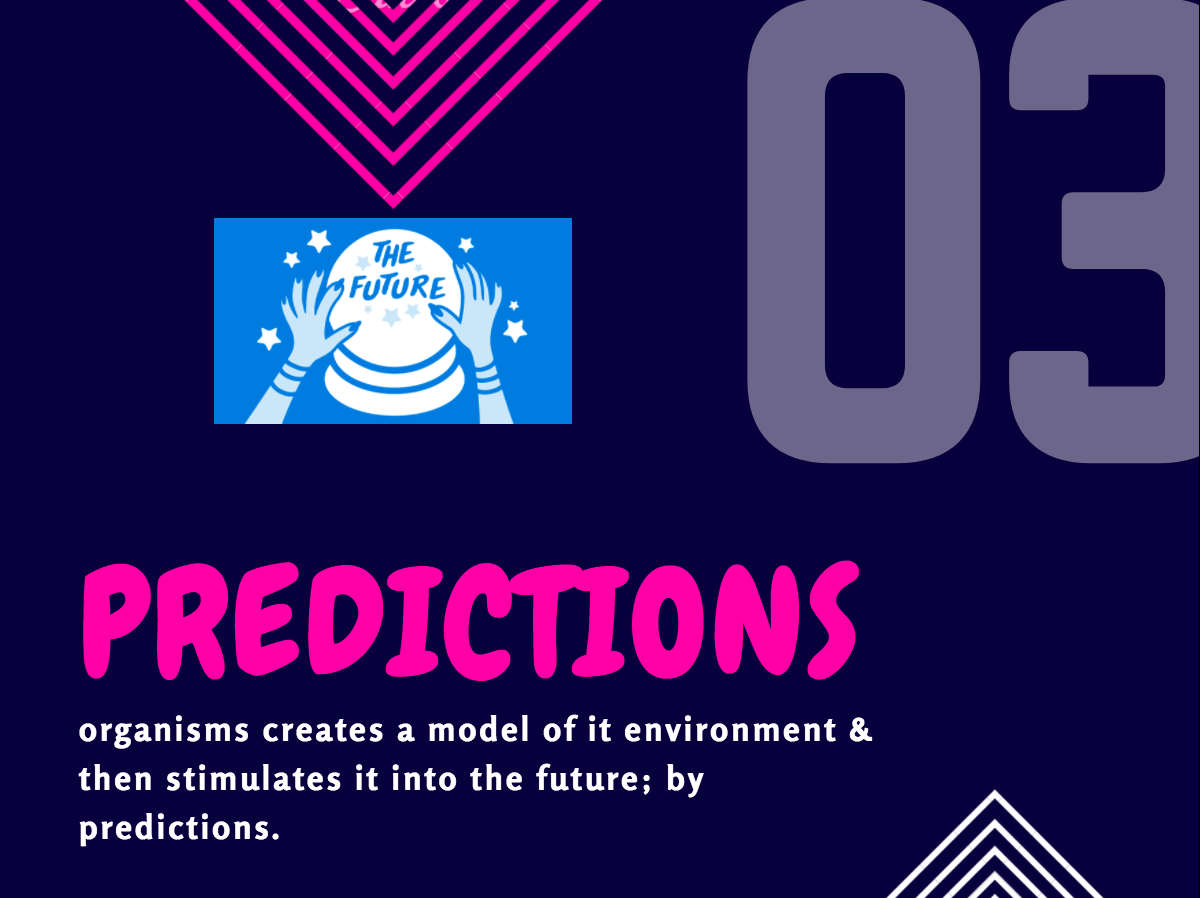 03
THE
FUTURE
PREDICTIONS
organisms creates a model of it environment &
then stimulates it into the future; by
predictions.